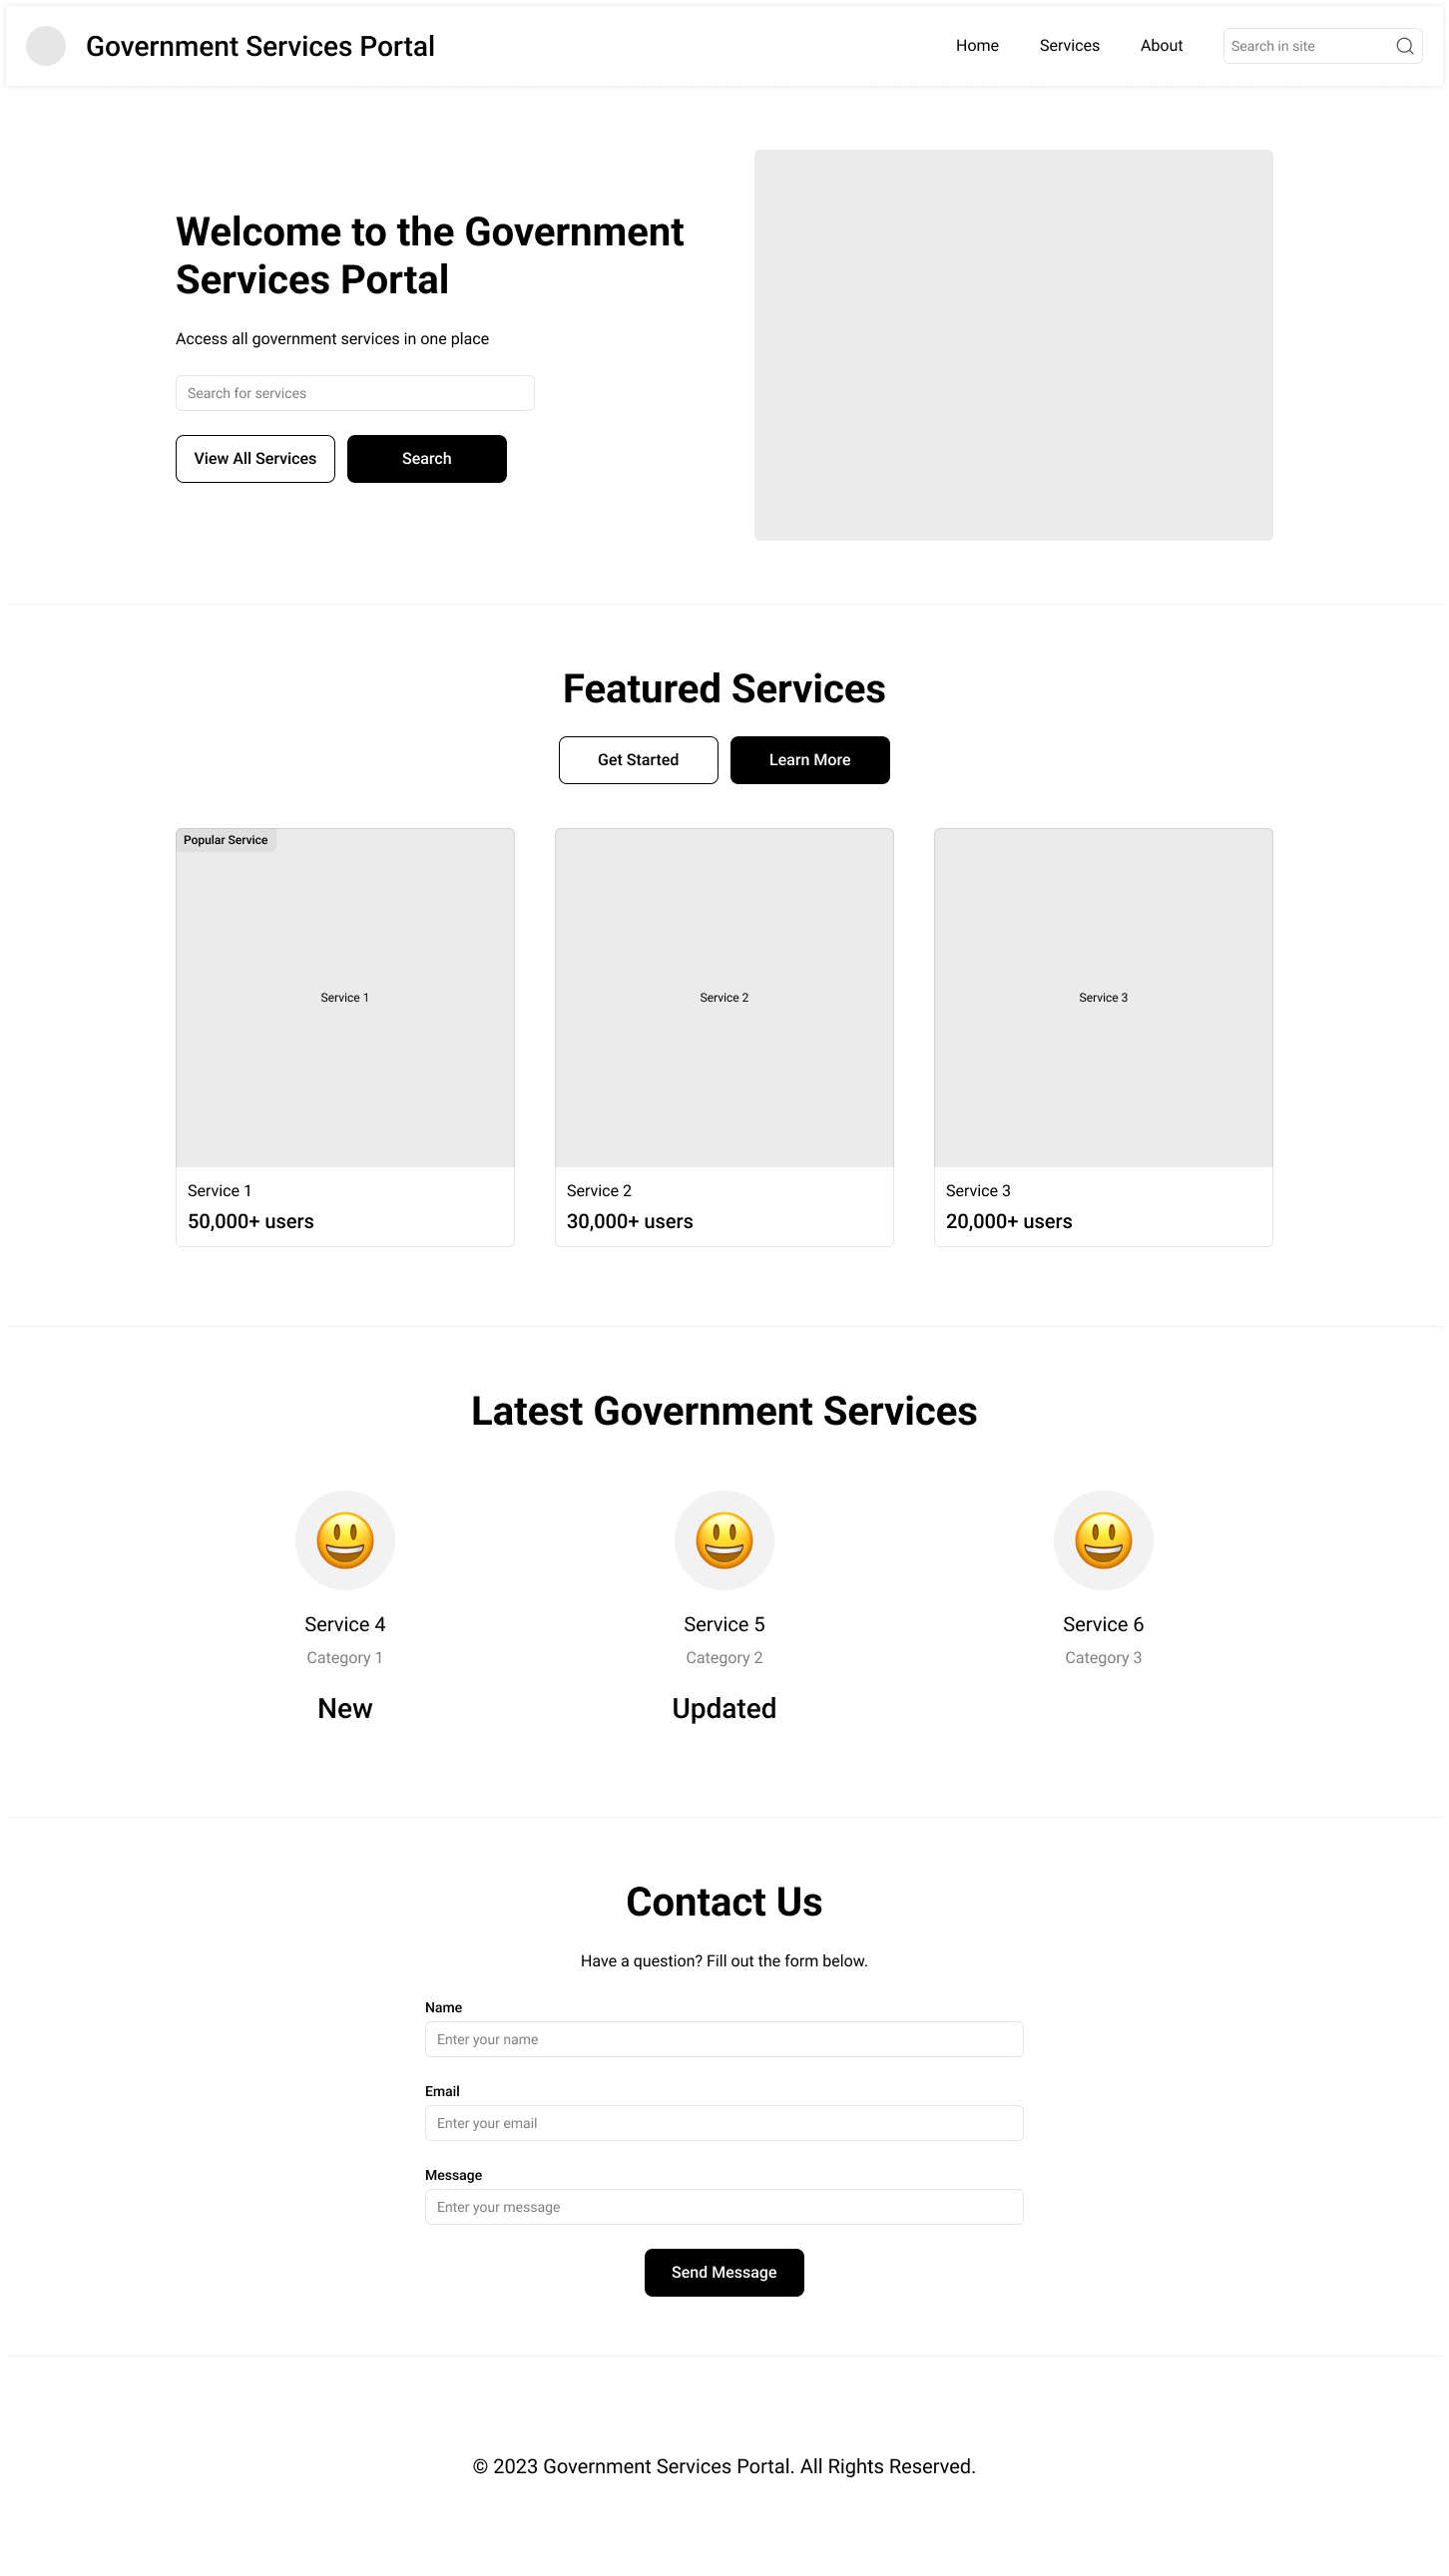 Government Services Portal
Home
Services
About
Search in site
Welcome to the Government
Services Portal
Access all government services in one place
Search for services
View All Services
Search
Featured Services
Get Started
Learn More
Popular Service
Service 1
Service 2
Service 3
Service 1
50,000+ users
Service 2
30,000+ users
Service 3
20,000+ users
Latest Government Services
Service 4
Category 1
New
Service 5
Category 2
Updated
Service 6
Category 3
Contact Us
Have a question? Fill out the form below.
Name
Enter your name
Email
Enter your email
Message
Enter your message
Send Message
© 2023 Government Services Portal. All Rights Reserved.